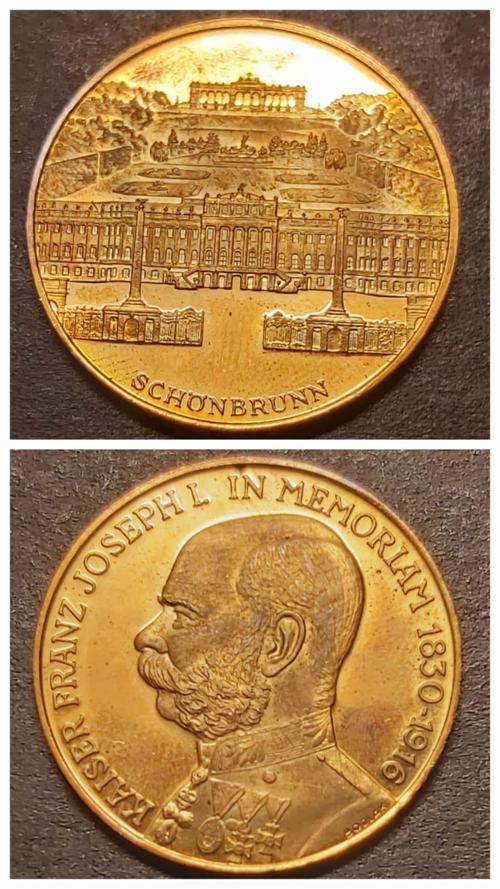 SCHÖNBRUNN
KAISER FRANZ JOSEPH I. IN MEMORIAM 1830-1916